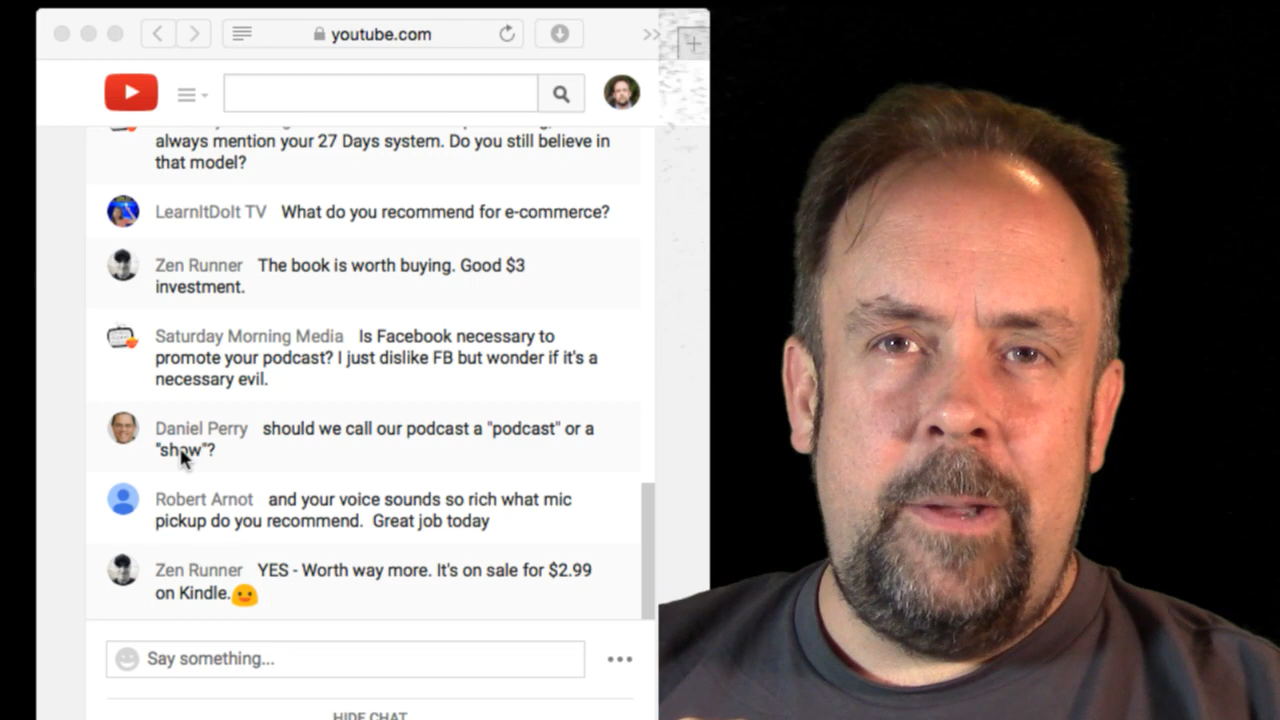 youtube.com
always mention your 27 Days system. Do you still believe in
that model?
LearnItDoIt TV What do you recommend for e-commerce?
Zen Runner The book is worth buying. Good $3
investment.
Saturday Morning Media Is Facebook necessary to
promote your podcast? I just dislike FB but wonder if it's a
necessary evil.
Daniel Perry should we call our podcast a "podcast" or a
"show"?
Robert Arnot and your voice sounds so rich what mic
pickup do you recommend. Great job today
Zen Runner YES - Worth way more. It's on sale for $2.99
on Kindle.
Say something...
HIDE CHAT